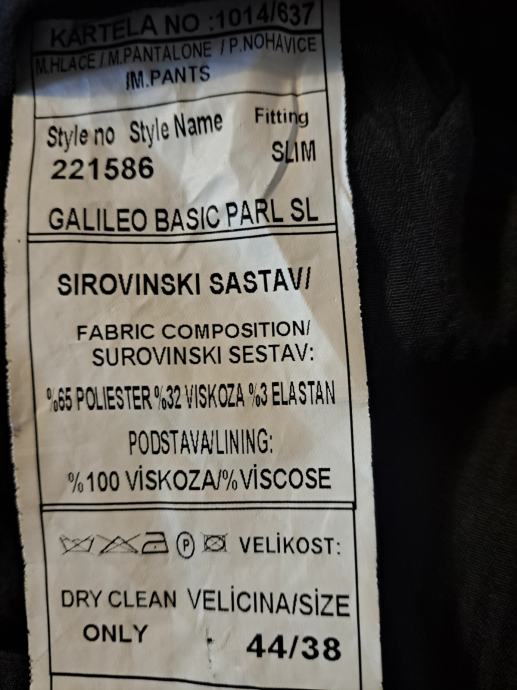 KARTELA NO :1014/637
M.HLACE / M.PANTALONE / P.NOHAVICE
/M.PANTS
Style no Style Name Fitting
221586 SLIM
GALILEO BASIC PARL SL
SIROVINSKI SASTAV/
FABRIC COMPOSITION/
SUROVINSKI SESTAV:
%65 POLIESTER %32 VISKOZA %3 ELASTAN
PODSTAVA/LINING:
%100 VİSKOZA/%VISCOSE
P VELİKOST:
DRY CLEAN VELİCINA/SİZE
ONLY 44/38